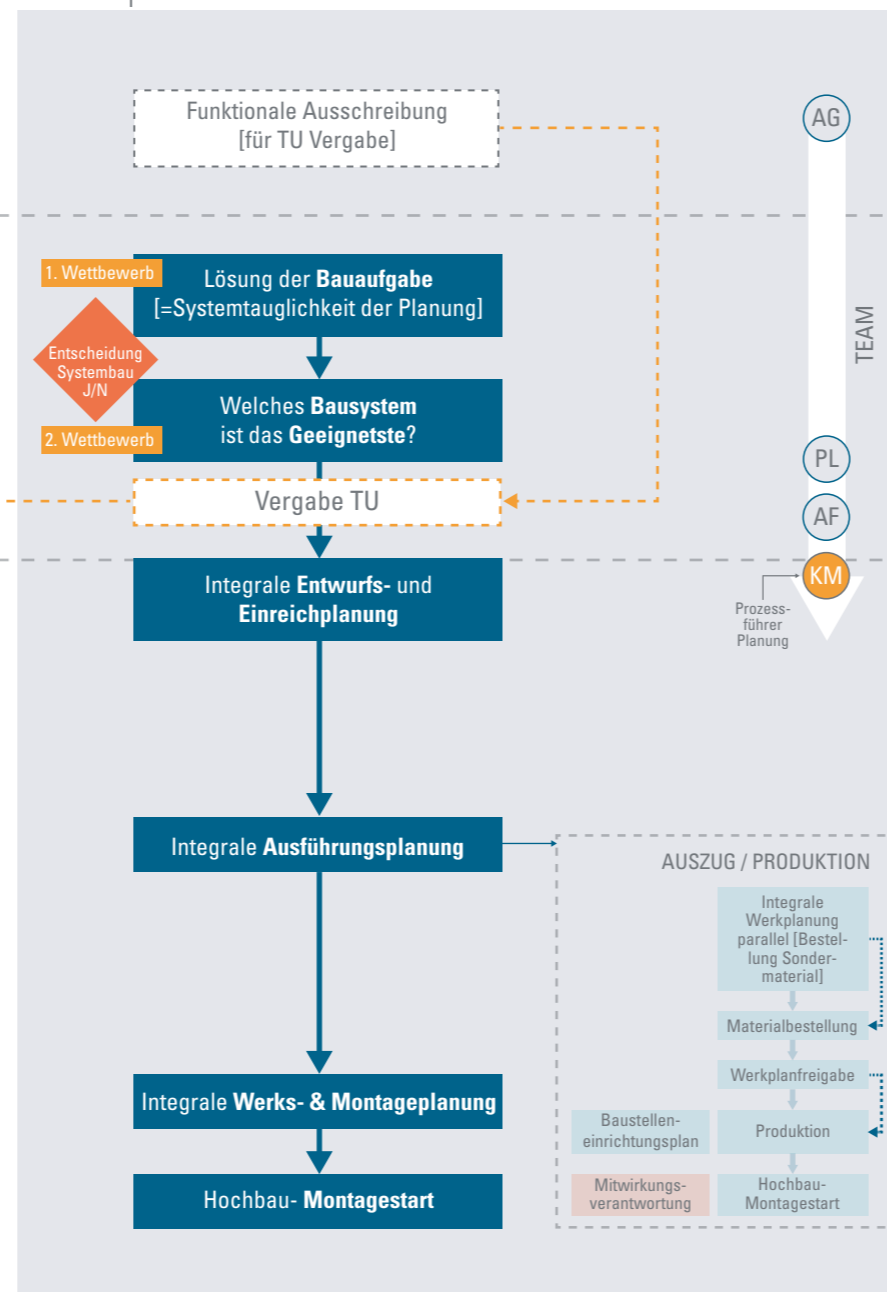 Funktionale Ausschreibung
[für TU Vergabe]
AG
1. Wettbewerb
Lösung der Bauaufgabe
[=Systemtauglichkeit der Planung]
TEAM
Entscheidung
Systembau
J/N
Welches Bausystem
ist das Geeignetste?
2. Wettbewerb
PL
Vergabe TU
AF
Integrale Entwurfs- und
Einreichplanung
KM
Prozess-
führer
Planung
Integrale Ausführungsplanung
AUSZUG / PRODUKTION
Integrale
Werkplanung
parallel [Bestel-
lung Sonder-
material]
Materialbestellung
Werkplanfreigabe
Integrale Werks- & Montageplanung
Baustellen-
einrichtungsplan
Produktion
Hochbau- Montagestart
Mitwirkungs-
verantwortung
Hochbau-
Montagestart